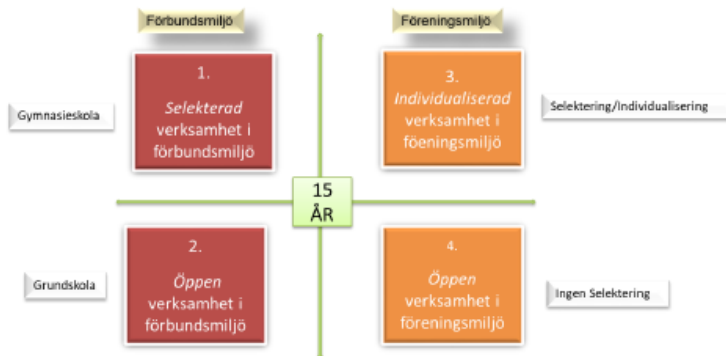 Förbundsmiljö
Föreningsmiljö
Gymnasieskola
1.
Selekterad
verksamhet i
förbundsmiljö
3.
Individualiserad
verksamhet i
föeningsmiljö
Selektering/Individualisering
15
ÅR
Grundskola
2.
Öppen
verksamhet i
förbundsmiljö
4.
Öppen
verksamhet i
föreningsmiljö
Ingen Selektering